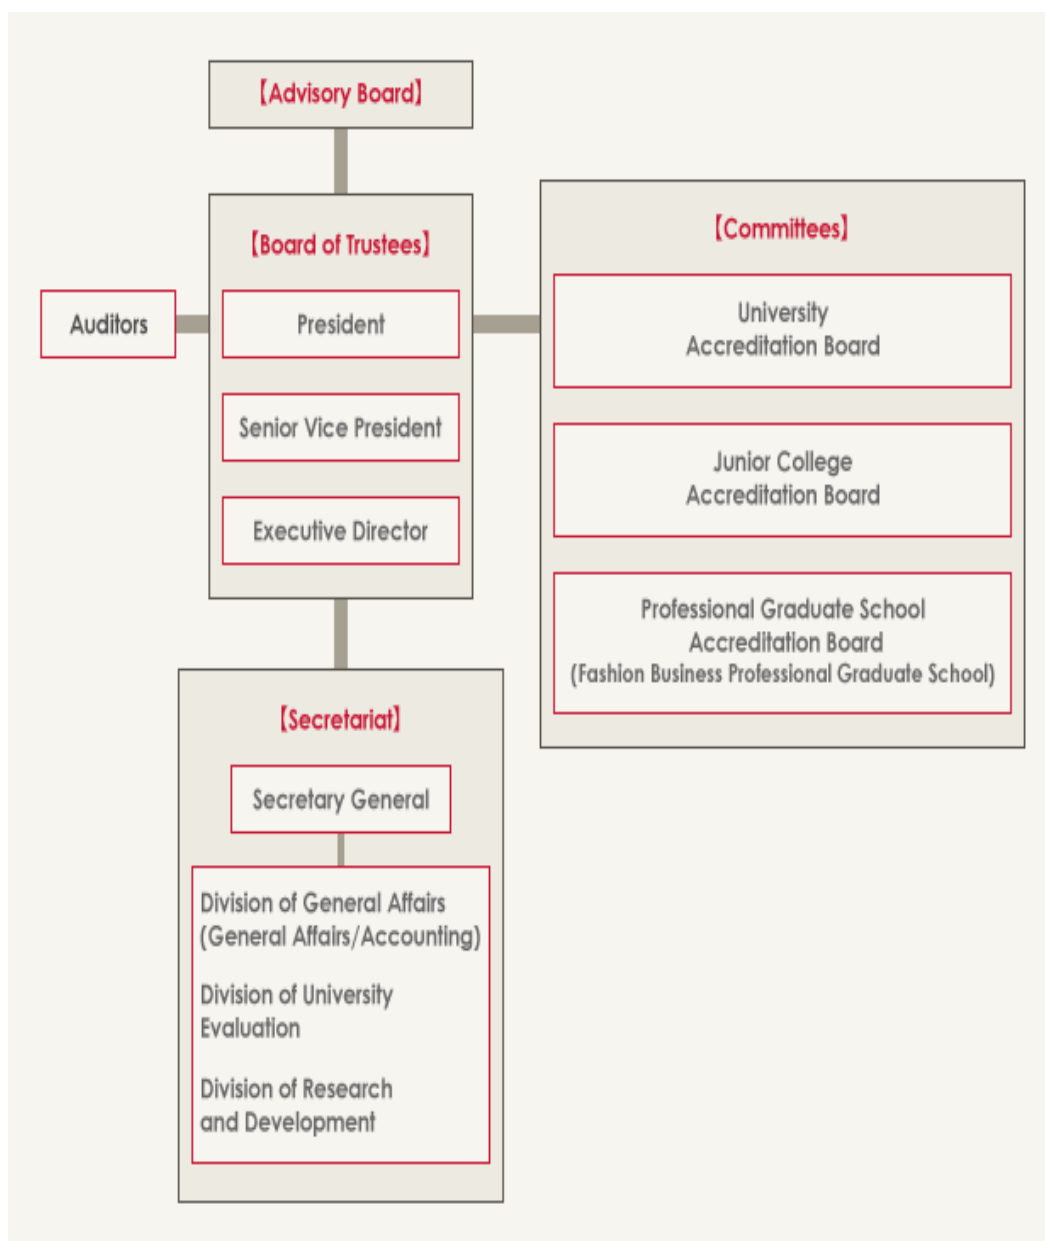 【Advisory Board】
【Board of Trustees】
Auditors
President
Senior Vice President
Executive Director
【Committees】
University
Accreditation Board
Junior College
Accreditation Board
Professional Graduate School
Accreditation Board
(Fashion Business Professional Graduate School)
【Secretariat】
Secretary General
Division of General Affairs
(General Affairs/Accounting)
Division of University
Evaluation
Division of Research
and Development